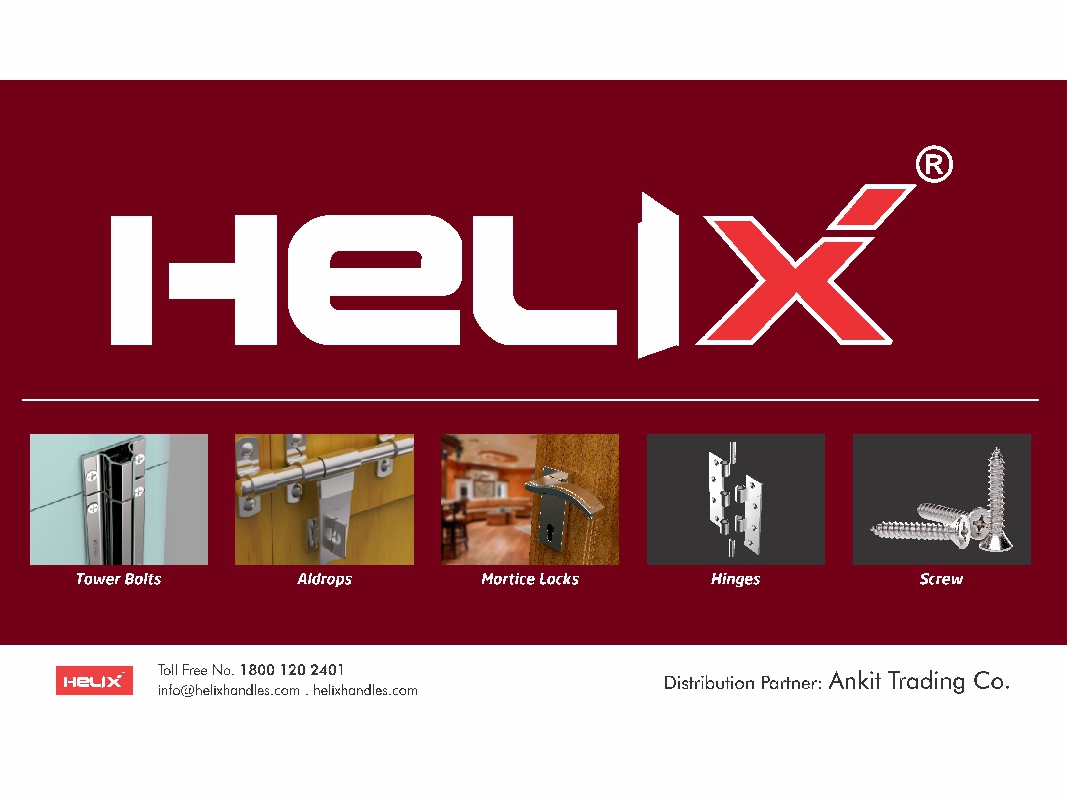 HELIX®
Tower Bolts
Aldrops
Mortice Locks
Hinges
Screw
HELIX
Toll Free No. 1800 120 2401
info@helixhandles.com . helixhandles.com
Distribution Partner: Ankit Trading Co.